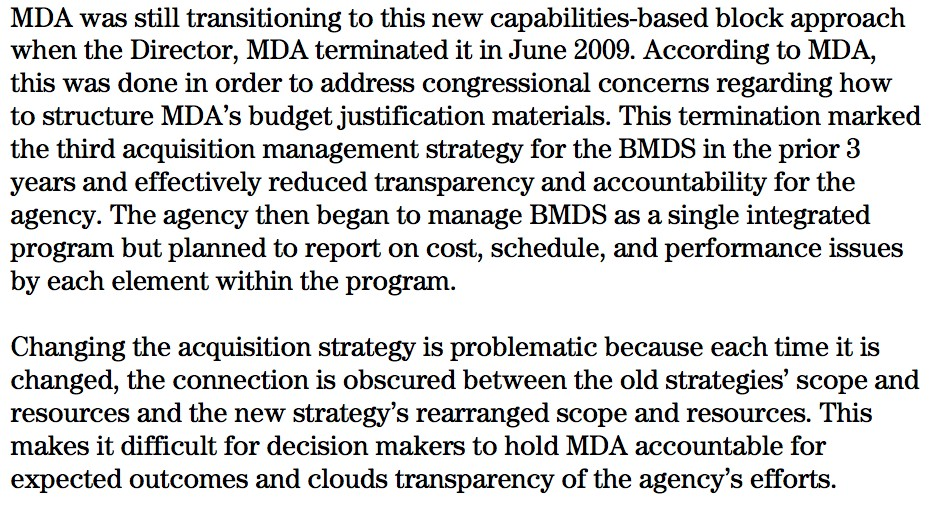 MDA was still transitioning to this new capabilities-based block approach
when the Director, MDA terminated it in June 2009. According to MDA,
this was done in order to address congressional concerns regarding how
to structure MDA’s budget justification materials. This termination marked
the third acquisition management strategy for the BMDS in the prior 3
years and effectively reduced transparency and accountability for the
agency. The agency then began to manage BMDS as a single integrated
program but planned to report on cost, schedule, and performance issues
by each element within the program.
Changing the acquisition strategy is problematic because each time it is
changed, the connection is obscured between the old strategies’ scope and
resources and the new strategy’s rearranged scope and resources. This
makes it difficult for decision makers to hold MDA accountable for
expected outcomes and clouds transparency of the agency’s efforts.